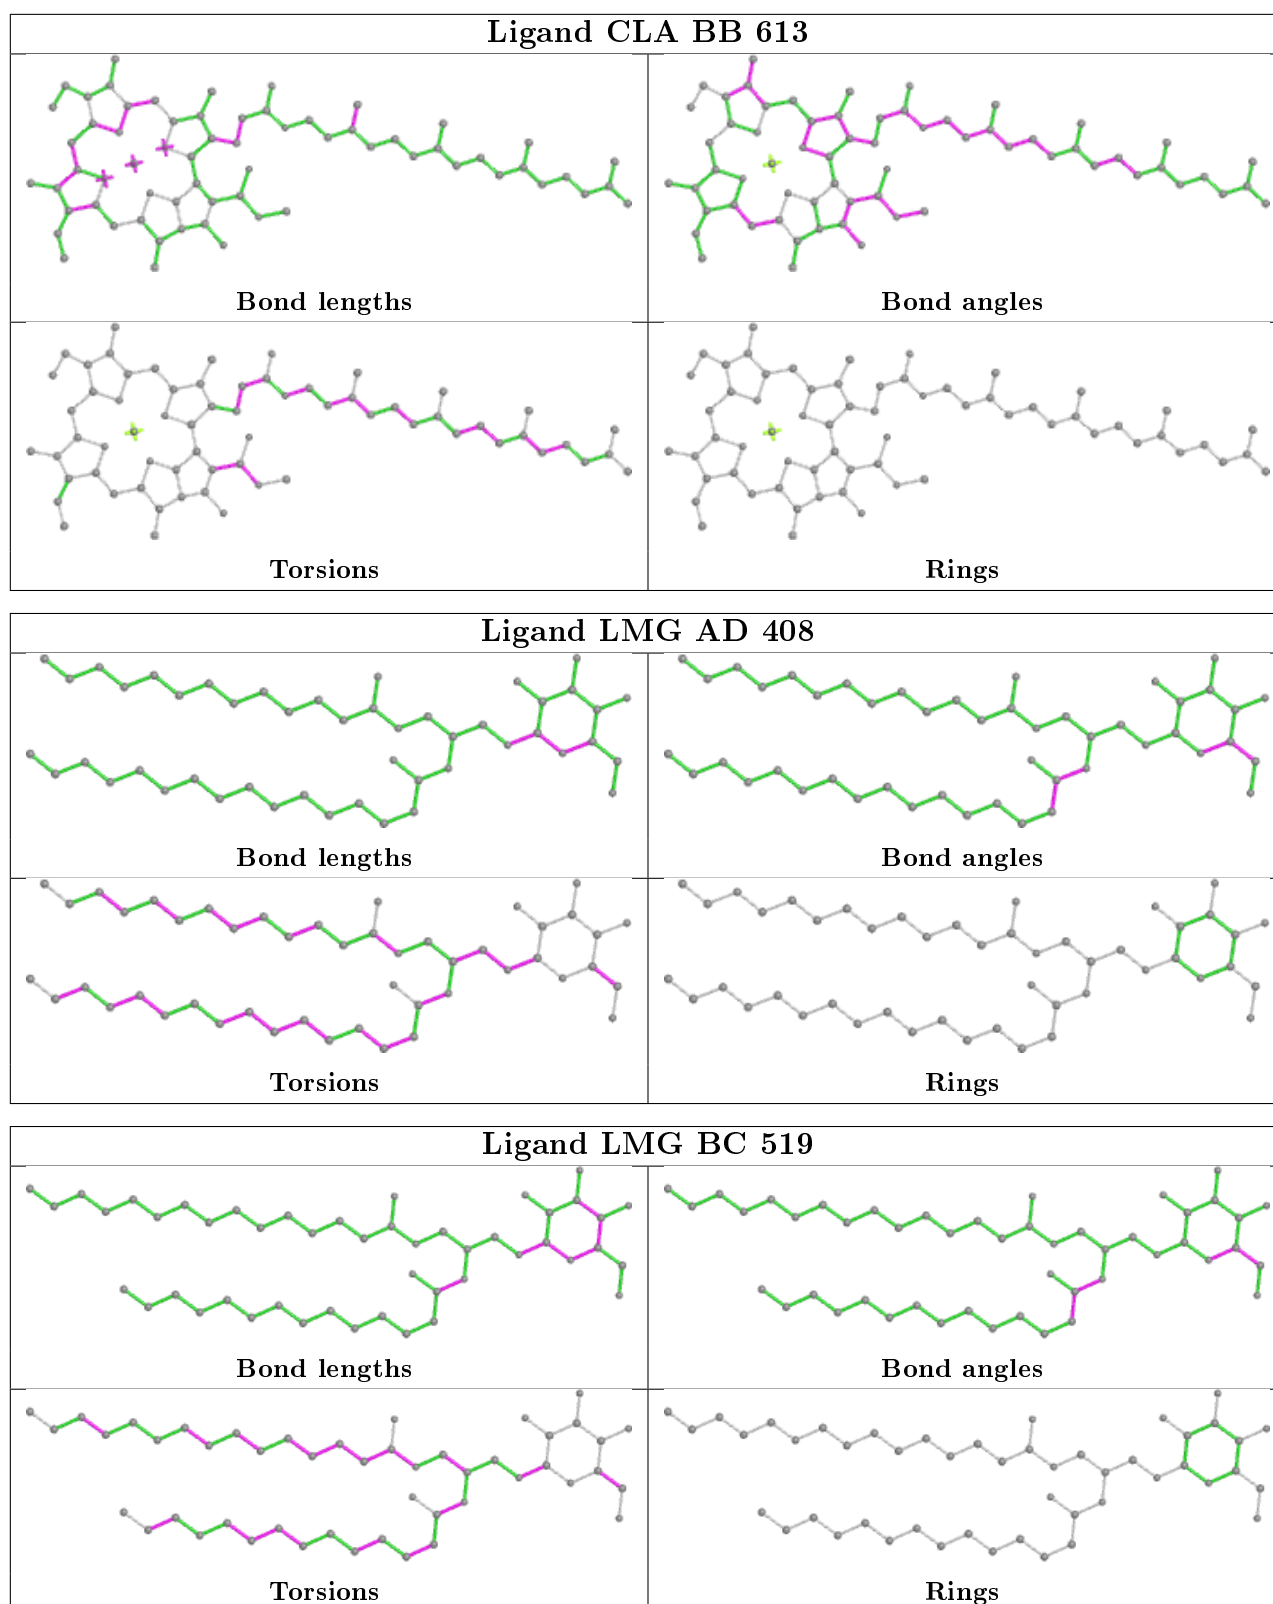 Ligand CLA BB 613
Bond lengths
Bond angles
Torsions
Rings
Ligand LMG AD 408
Bond lengths
Bond angles
Torsions
Rings
Ligand LMG BC 519
Bond lengths
Bond angles
Torsions
Rings